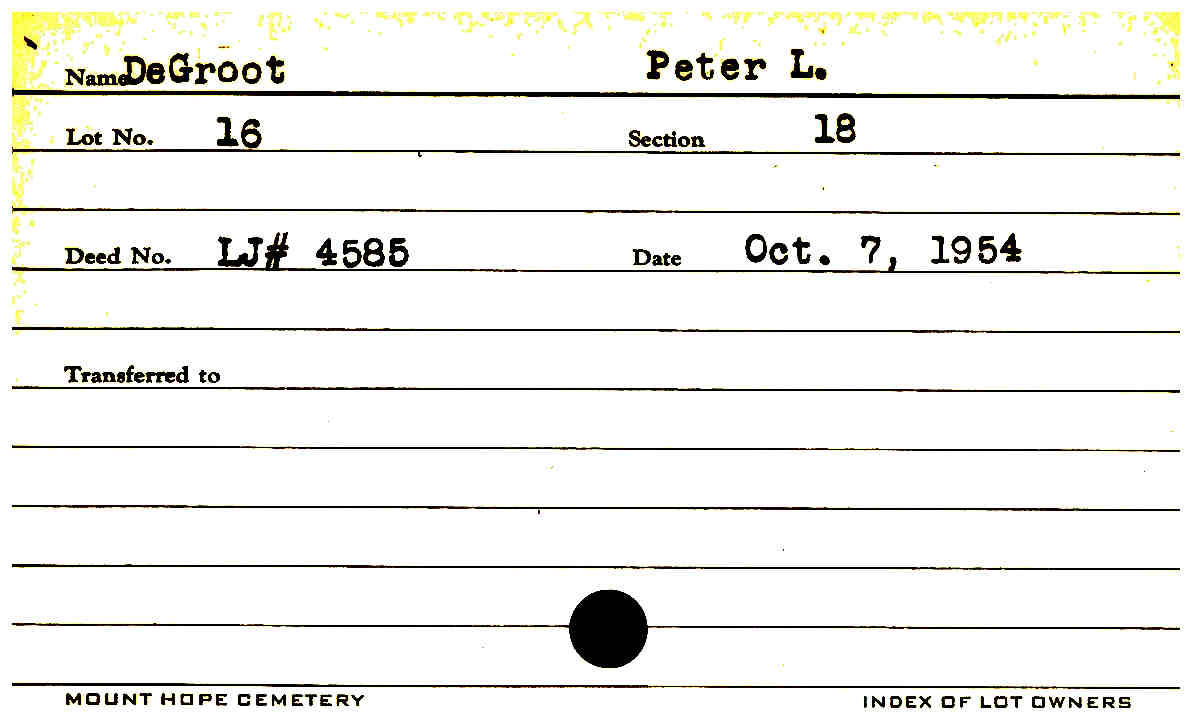 Name DeGroot Peter L.
Lot No. 16 Section 18
Deed No. LJ# 4585 Date Oct. 7, 1954
Transferred to
MOUNT HOPE CEMETERY INDEX OF LOT OWNERS